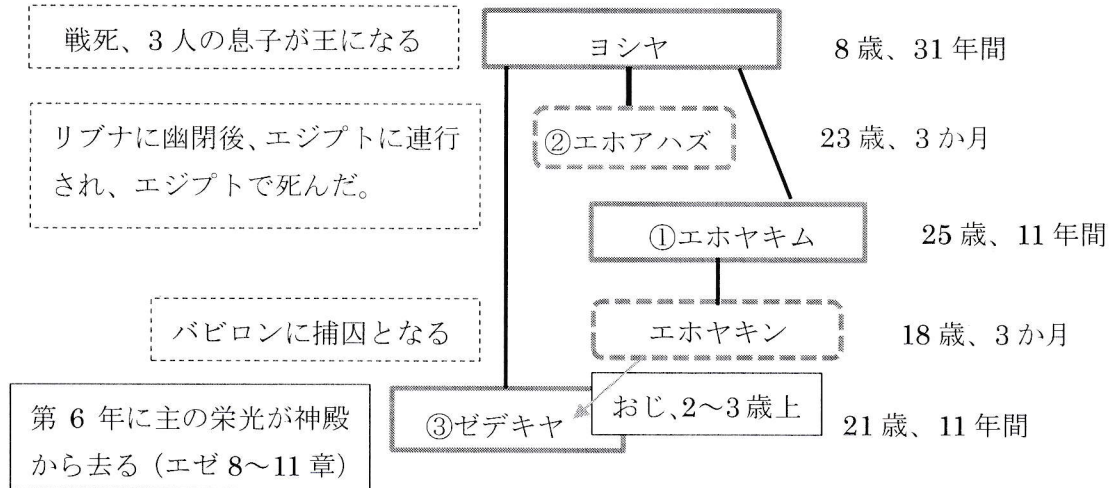 戦死、3人の息子が王になる
ヨシヤ
8歳、31年間
リブナに幽閉後、エジプトに連行
され、エジプトで死んだ。
②エホアハズ
23歳、3か月
①エホヤキム
25歳、11年間
バビロンに捕囚となる
エホヤキン
18歳、3か月
第6年に主の栄光が神殿
から去る（エゼ8～11章）
③ゼデキヤ
おじ、2～3歳上
21歳、11年間